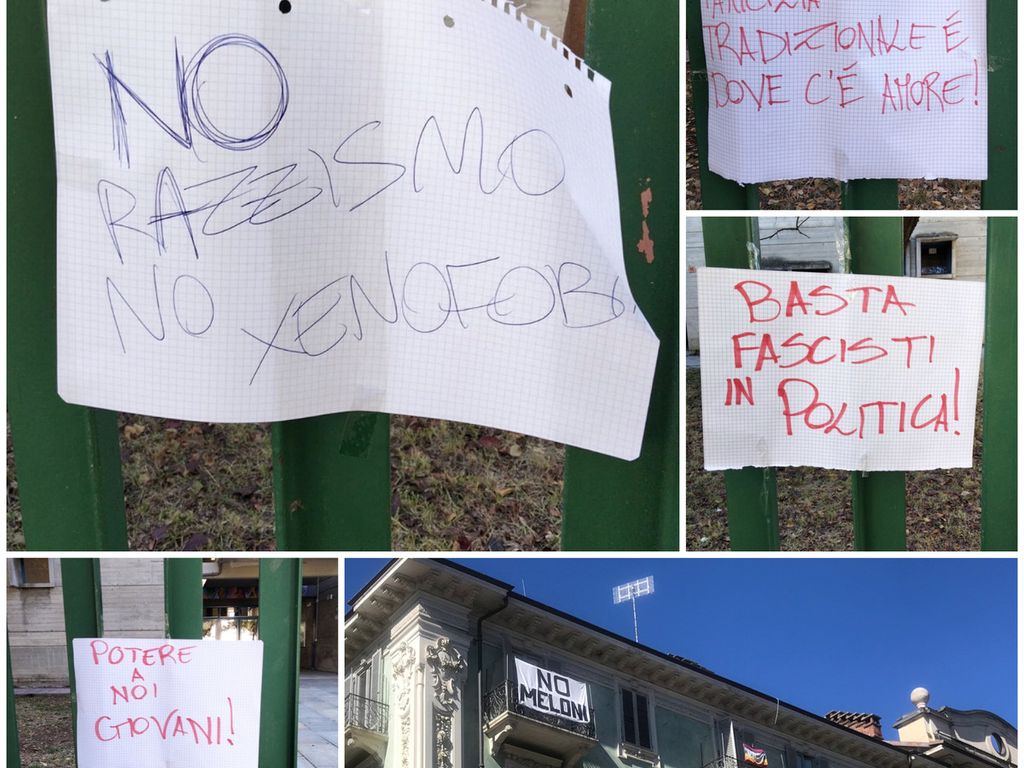 NO
RAZZISMO
NO XENOFOBI
TRADIZIONALE É
DOVE C'É AMORE!
BASTA
FASCISTI
IN POLITICA!
POTERE
A
NOI
GIOVANI!
NO
MELONI